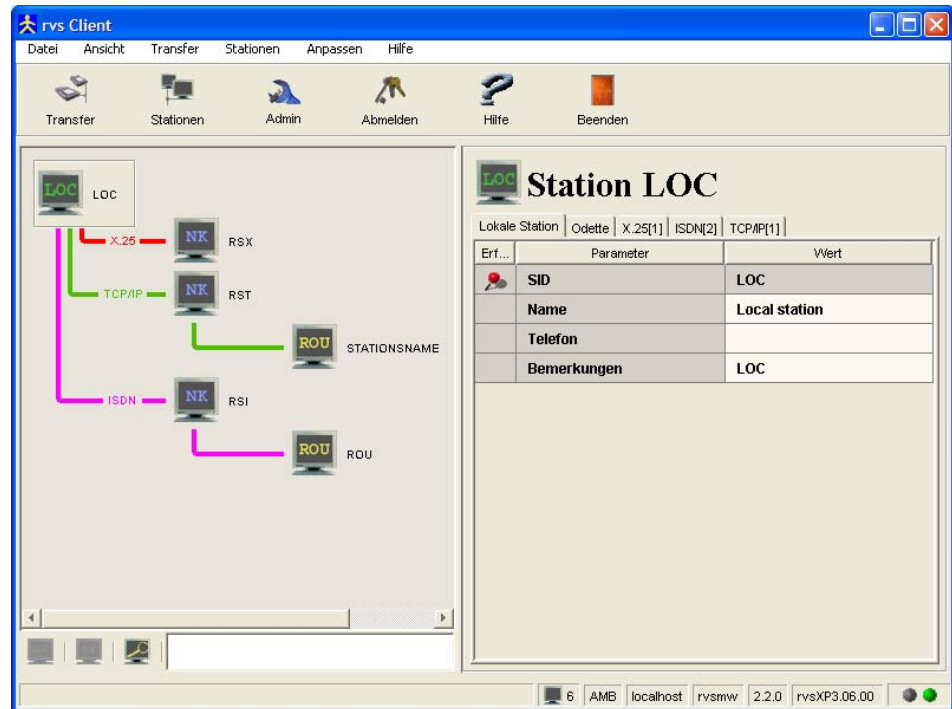 rvs Client
Datei Ansicht Transfer Stationen Anpassen Hilfe
Transfer Stationen Admin Abmelden Hilfe Beenden
LOC LOC
X.25 NK RSX
TCP/IP NK RST
ROU STATIONSNAME
ISDN NK RSI
ROU ROU
LOC Station LOC
Lokale Station Odette X.25[1] ISDN[2] TCP/IP[1]
Erf... Parameter Wert
SID LOC
Name Local station
Telefon
Bemerkungen LOC
6 AMB localhost rvsmw 2.2.0 rvsXP3.06.00